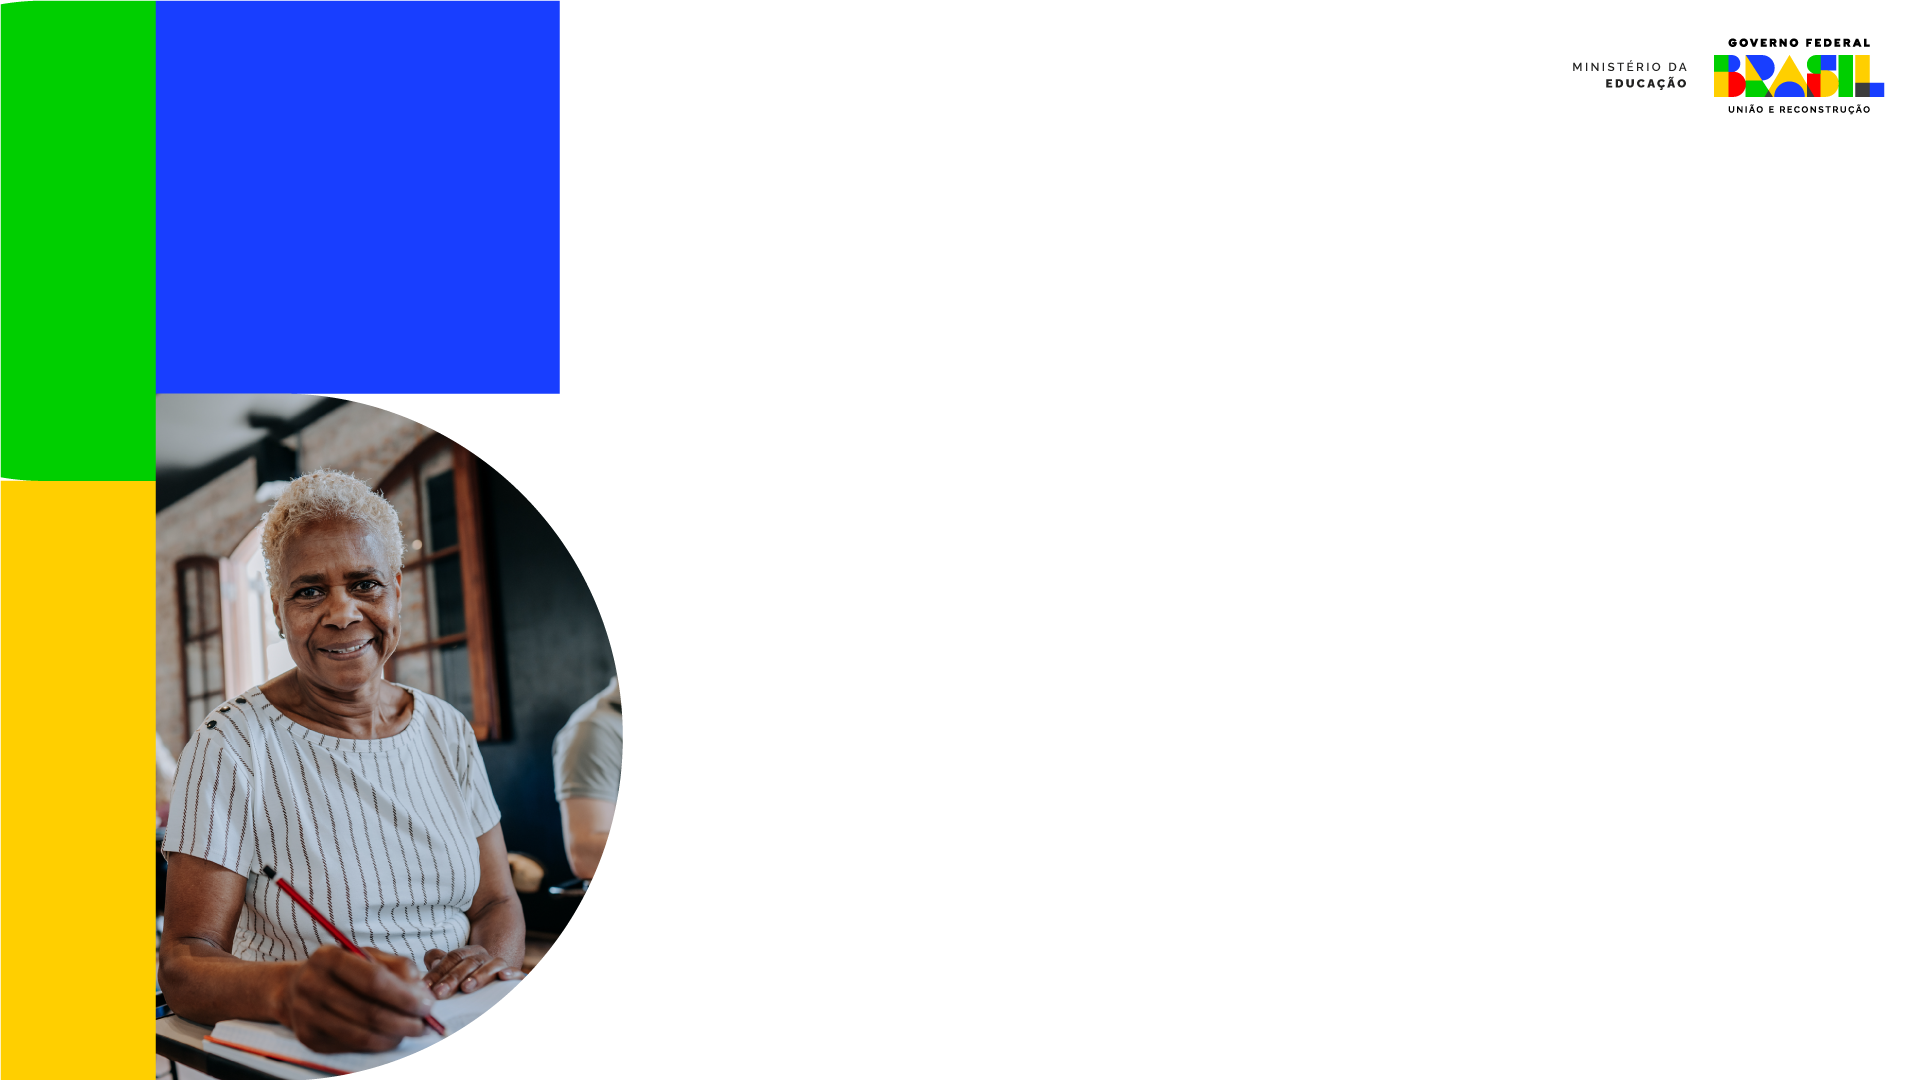 MINISTÉRIO DA
EDUCAÇÃO
GOVERNO FEDERAL
BRASIL
UNIÃO E RECONSTRUÇÃO